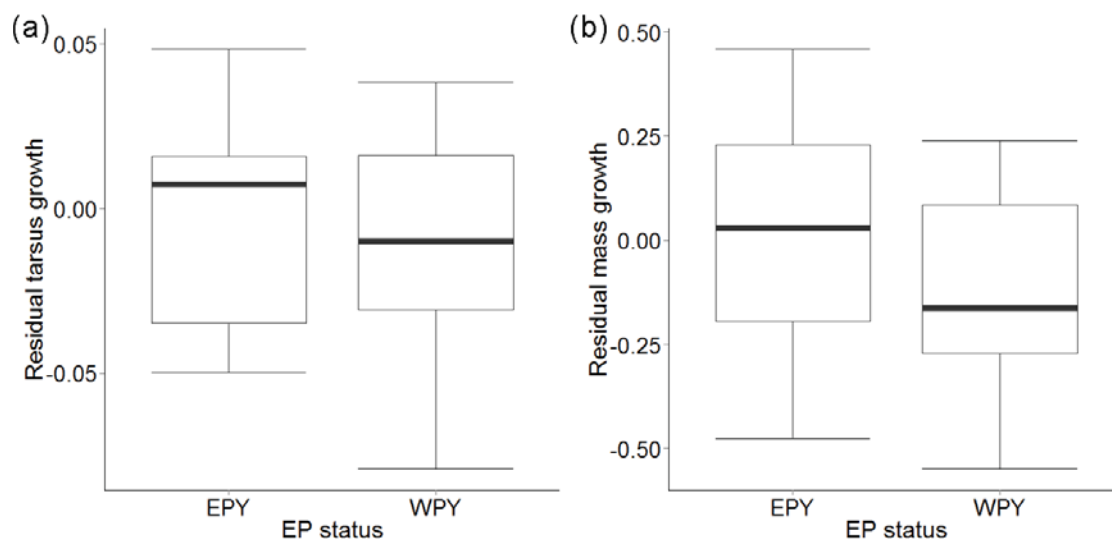 (a)
Residual tarsus growth
0.05
0.00
-0.05
EPY WPY
EP status
(b)
Residual mass growth
0.50
0.25
0.00
-0.25
-0.50
EPY WPY
EP status